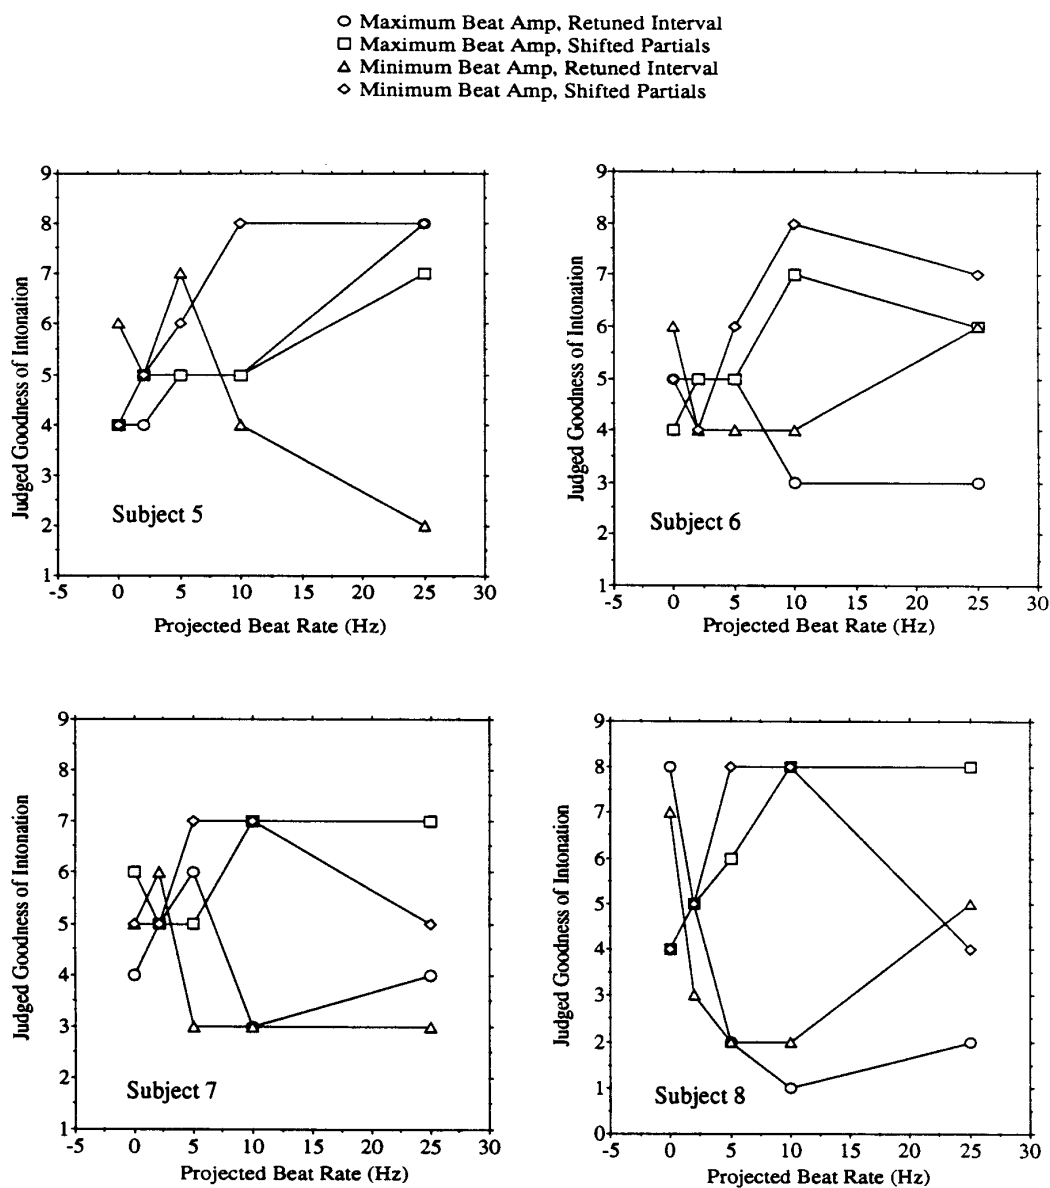 Maximum Beat Amp, Retuned Interval
Maximum Beat Amp, Shifted Partials
Minimum Beat Amp, Retuned Interval
Minimum Beat Amp, Shifted Partials
9
8
7
6
5
4
3
2
1
Judged Goodness of Intonation
Subject 5
-5 0 5 10 15 20 25 30
Projected Beat Rate (Hz)
9
8
7
6
5
4
3
2
1
Judged Goodness of Intonation
Subject 6
-5 0 5 10 15 20 25 30
Projected Beat Rate (Hz)
9
8
7
6
5
4
3
2
1
Judged Goodness of Intonation
Subject 7
-5 0 5 10 15 20 25 30
Projected Beat Rate (Hz)
9
8
7
6
5
4
3
2
1
0
Judged Goodness of Intonation
Subject 8
-5 0 5 10 15 20 25 30
Projected Beat Rate (Hz)